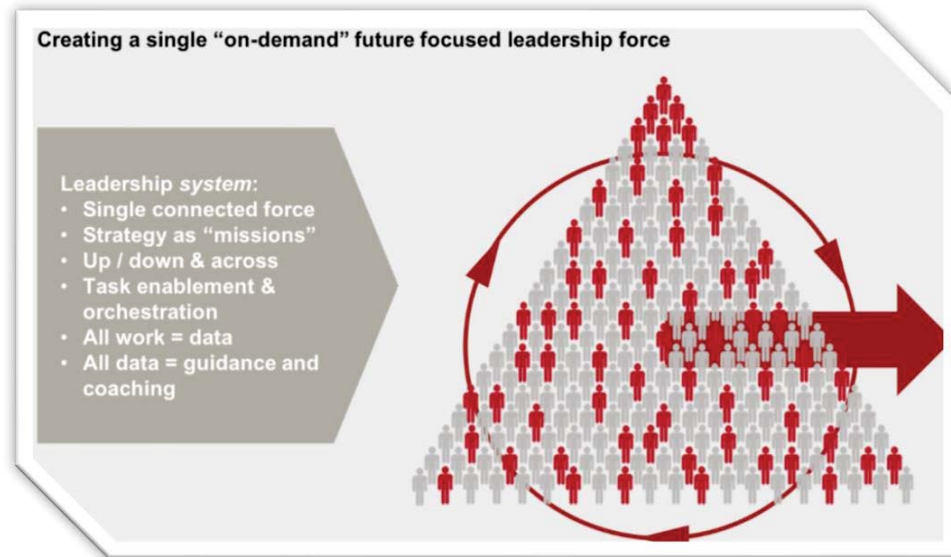 Creating a single “on-demand” future focused leadership force
Leadership system:
• Single connected force
• Strategy as “missions”
• Up / down & across
• Task enablement &
orchestration
• All work = data
• All data = guidance and
coaching